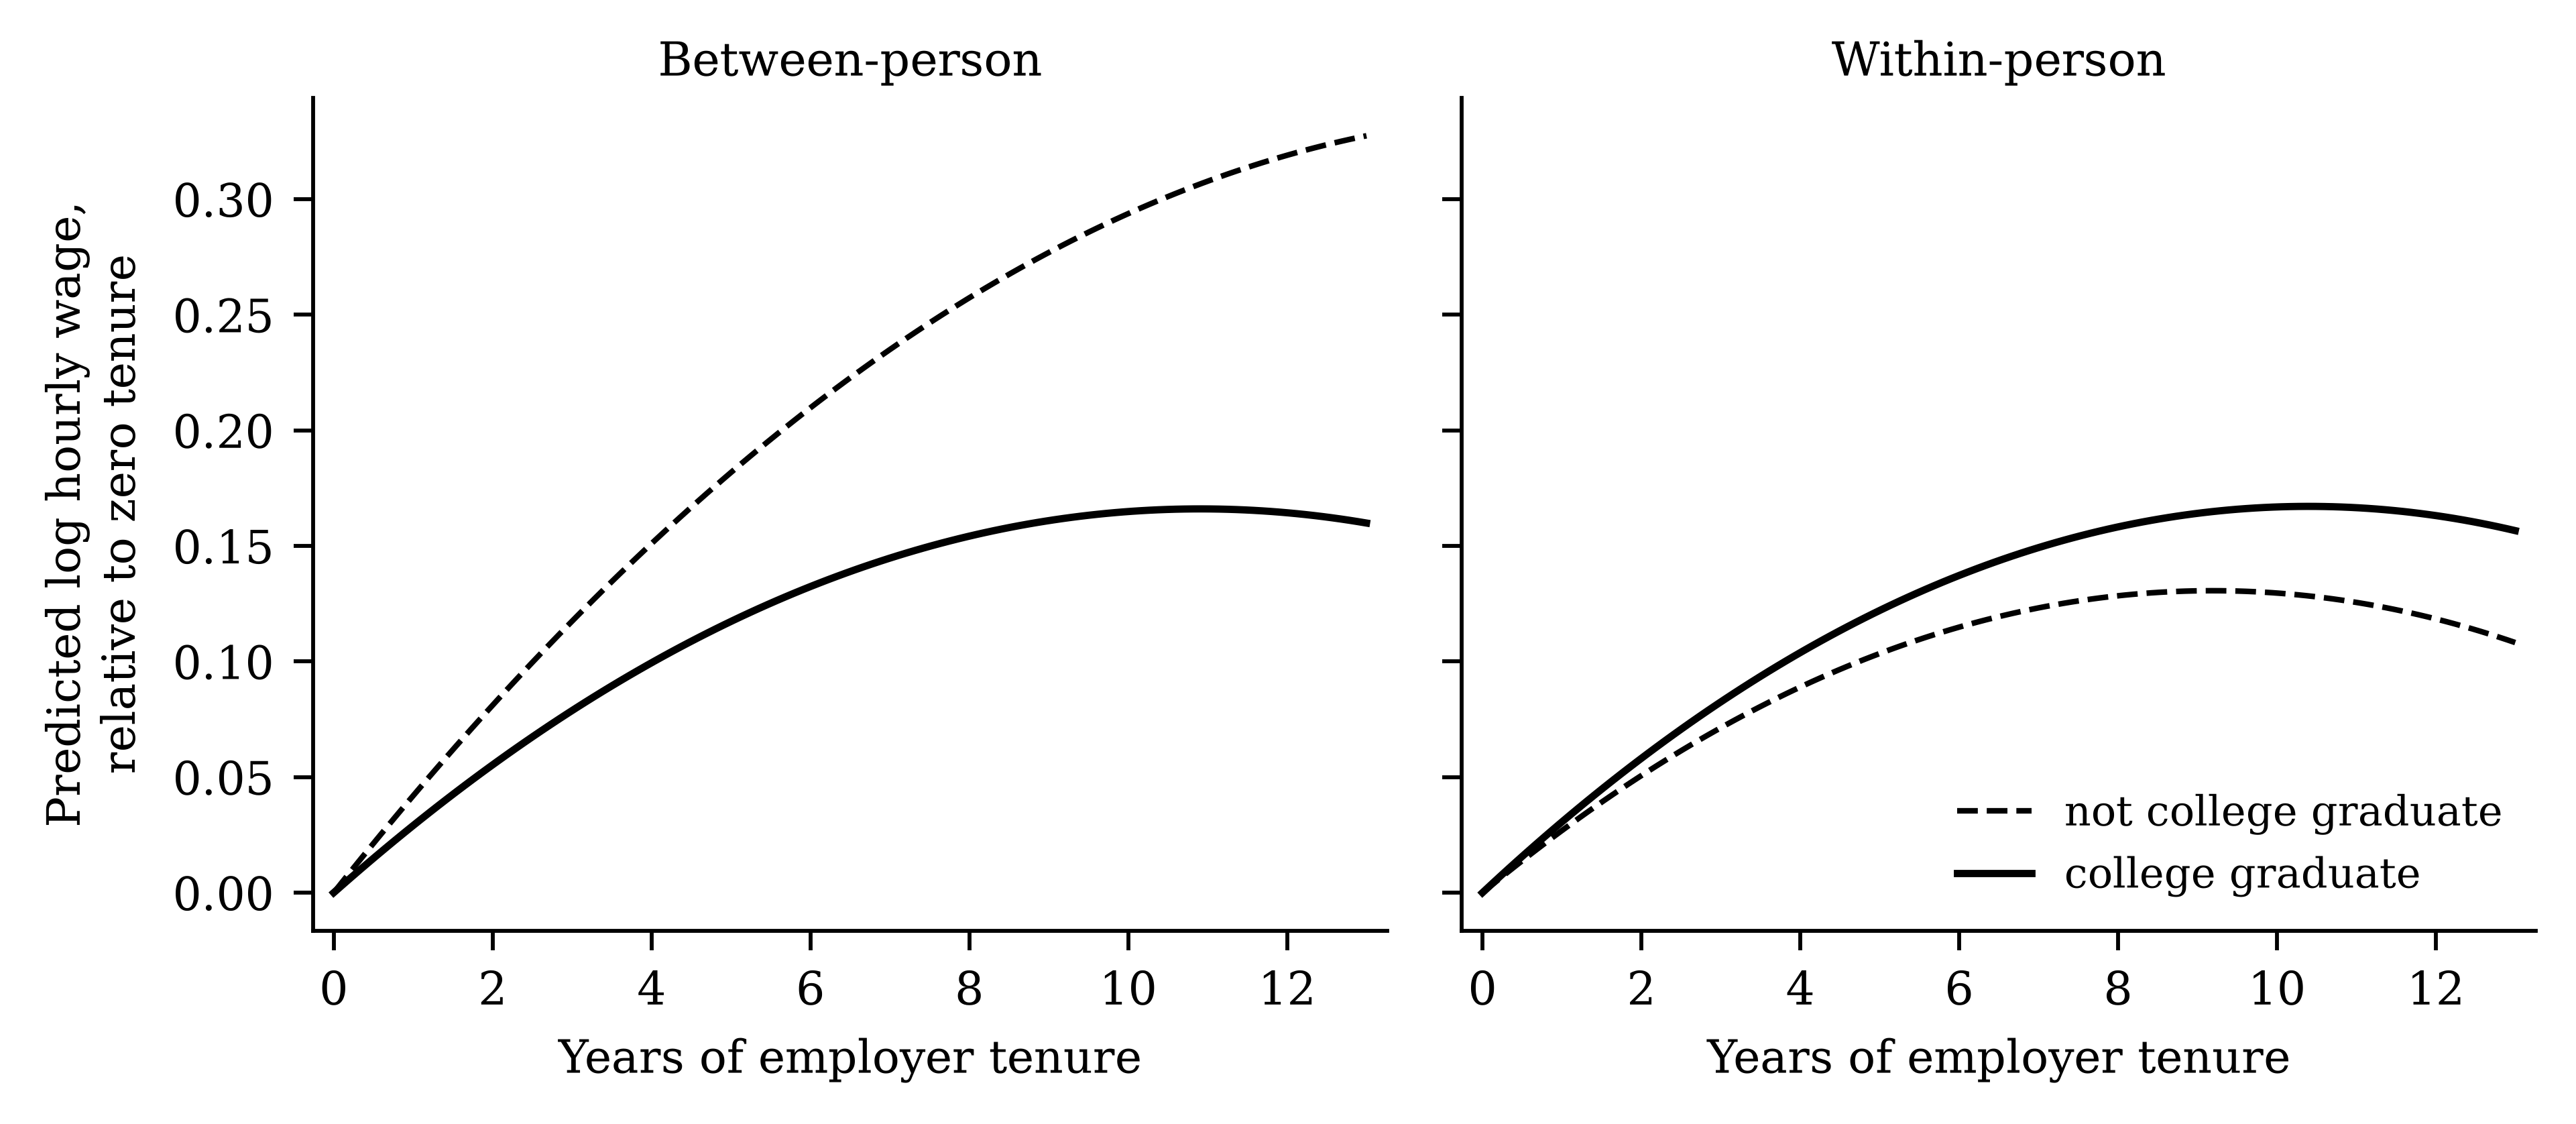 Between-person
Within-person
Predicted log hourly wage,
relative to zero tenure
0.30
0.25
0.20
0.15
0.10
0.05
0.00
0 2 4 6 8 10 12
Years of employer tenure
not college graduate
college graduate
0 2 4 6 8 10 12
Years of employer tenure